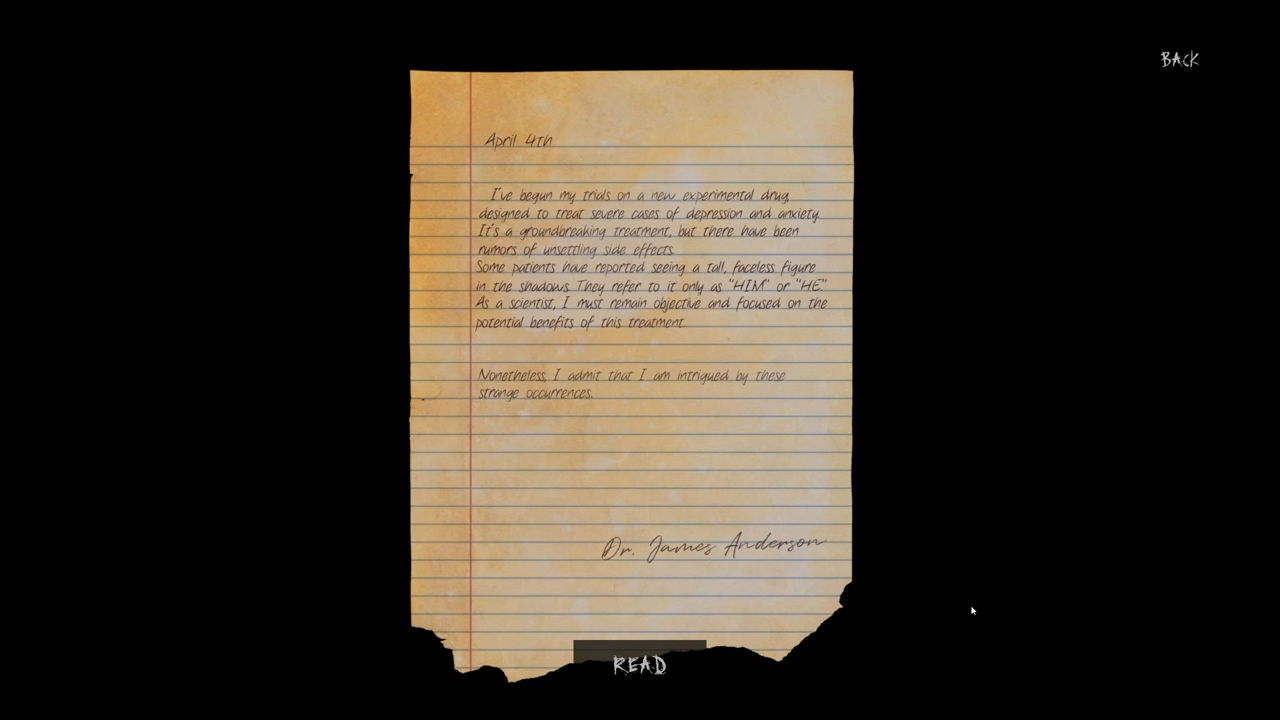 BACK
April 4th
I've begun my trials on a new experimental drug,
designed to treat severe cases of depression and anxiety.
It's a groundbreaking treatment, but there have been
rumors of unsettling side effects.
Some patients have reported seeing a tall, faceless figure
in the shadows. They refer to it only as "HIM" or "HE."
As a scientist, I must remain objective and focused on the
potential benefits of this treatment.
Nonetheless, I admit that I am intrigued by these
strange occurrences.
Dr. James Anderson
READ